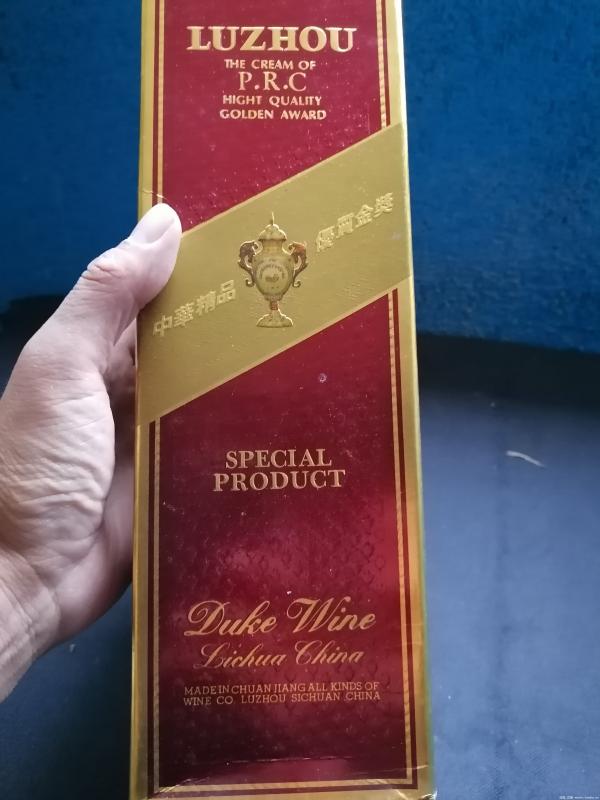 LUZHOU
THE CREAM OF
P.R.C
HIGHT QUALITY
GOLDEN AWARD
中華精品
優質金獎
SPECIAL
PRODUCT
Duke Wine
Lichua China
MADE IN CHUAN JIANG ALL KINDS OF
WINE CO. LUZHOU SICHUAN CHINA